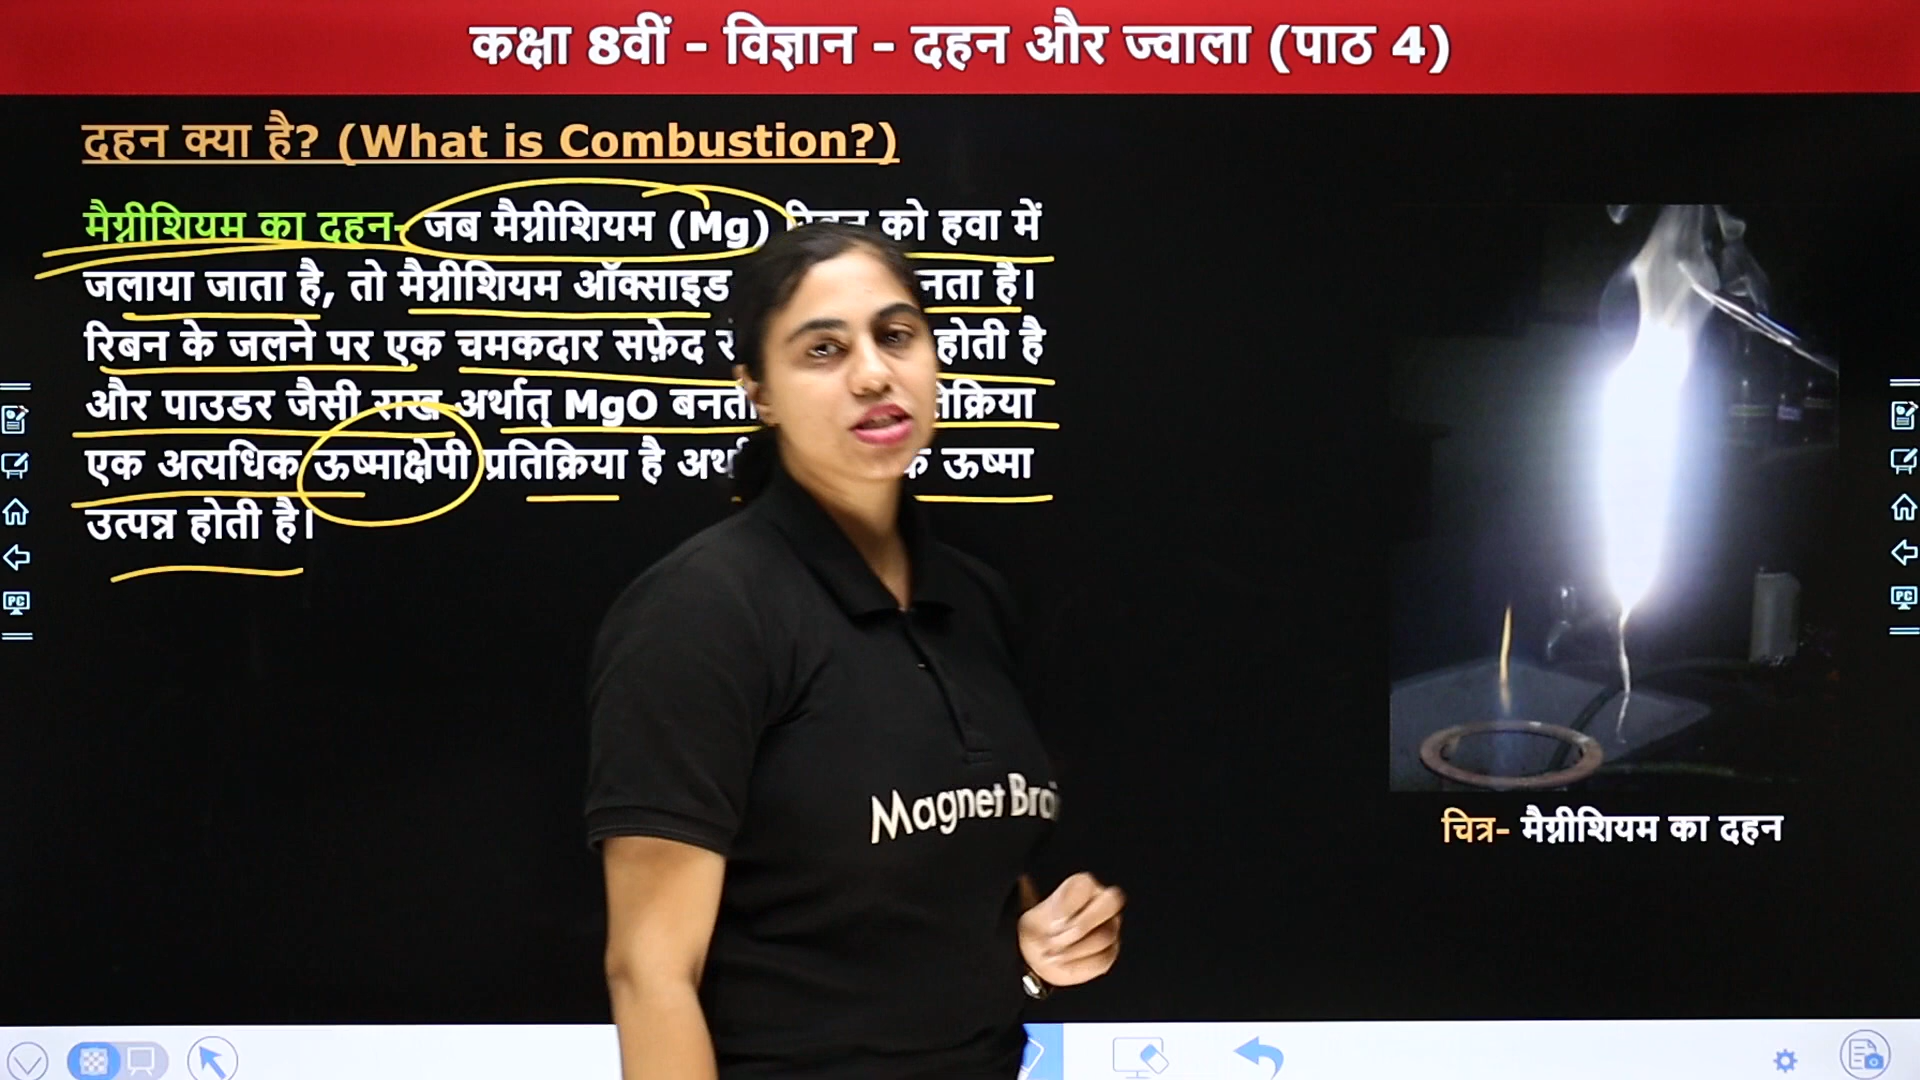 कक्षा 8वीं - विज्ञान - दहन और ज्वाला (पाठ 4)
दहन क्या है? (What is Combustion?)
मैग्नीशियम का दहन- जब मैग्नीशियम (Mg) को हवा में
जलाया जाता है, तो मैग्नीशियम ऑक्साइड है।
रिबन के जलने पर एक चमकदार सफ़ेद होती है
और पाउडर जैसी राख अर्थात् MgO
एक अत्यधिक ऊष्माक्षेपी प्रतिक्रिया है ऊष्मा
उत्पन्न होती है।
Magnet
चित्र- मैग्नीशियम का दहन
PC
PC